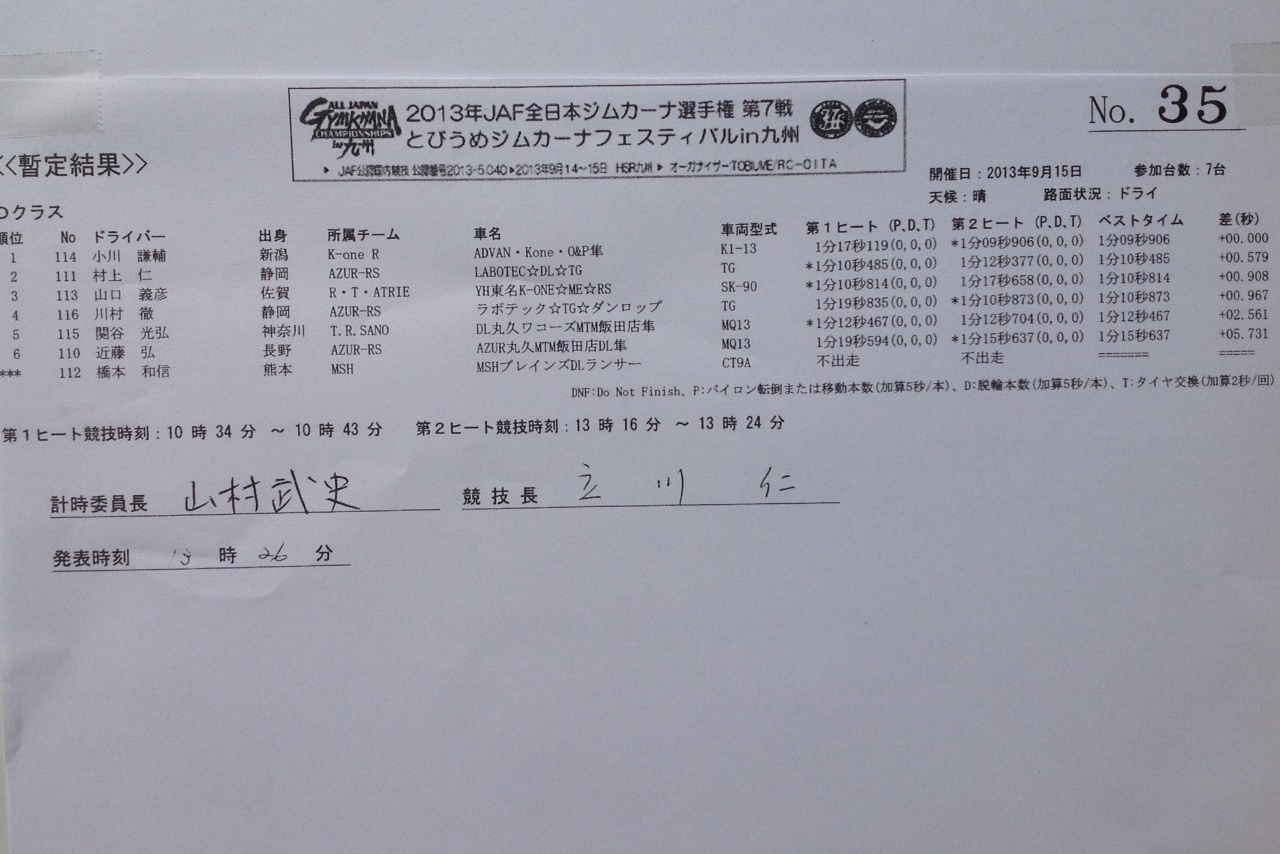 No. 35
ALL JAPAN
GYMKHANA
CHAMPIONSHIPS
in 九州
2013年JAF全日本ジムカーナ選手権 第7戦
とびうめジムカーナフェスティバルin九州
▶ JAF公認国内競技 公認番号2013-5040▶2013年9月14～15日 HSR九州 ▶ オーガナイザーTOBIUME/RC-OITA
<<暫定結果>>
開催日：2013年9月15日 参加台数：7台
天候：晴 路面状況：ドライ
Dクラス
順位 No ドライバー 出身 所属チーム 車名 車両型式 第1ヒート (P,D,T) 第2ヒート (P,D,T) ベストタイム 差(秒)
1 114 小川 謙輔 新潟 K-one R ADVAN・Kone・O&P隼 K1-13 1分17秒119(0,0,0) *1分09秒906(0,0,0) 1分09秒906 +00.000
2 111 村上 仁 静岡 AZUR-RS LABOTEC☆DL☆TG TG *1分10秒485(0,0,0) 1分12秒377(0,0,0) 1分10秒485 +00.579
3 113 山口 義彦 佐賀 R・T・ATRIE YH東名K-ONE☆ME☆RS SK-90 *1分10秒814(0,0,0) 1分17秒658(0,0,0) 1分10秒814 +00.908
4 116 川村 徹 静岡 AZUR-RS ラボテック☆TG☆ダンロップ TG 1分19秒835(0,0,0) *1分10秒873(0,0,0) 1分10秒873 +00.967
5 115 関谷 光弘 神奈川 T.R.SANO DL丸久ワコーズMTM飯田店隼 MQ13 *1分12秒467(0,0,0) 1分12秒704(0,0,0) 1分12秒467 +02.561
6 110 近藤 弘 長野 AZUR-RS AZUR丸久MTM飯田店DL隼 MQ13 1分19秒594(0,0,0) *1分15秒637(0,0,0) 1分15秒637 +05.731
*** 112 橋本 和信 熊本 MSH MSHブレインズDLランサー CT9A 不出走 不出走 ======= =====
DNF:Do Not Finish、P:パイロン転倒または移動本数(加算5秒/本)、D:脱輪本数(加算5秒/本)、T:タイヤ交換(加算2秒/回)
第1ヒート競技時刻：10 時 34 分 ～ 10 時 43 分 第2ヒート競技時刻：13 時 16 分 ～ 13 時 24 分
計時委員長 山村武史 競技長 立川 仁
発表時刻 13 時 26 分